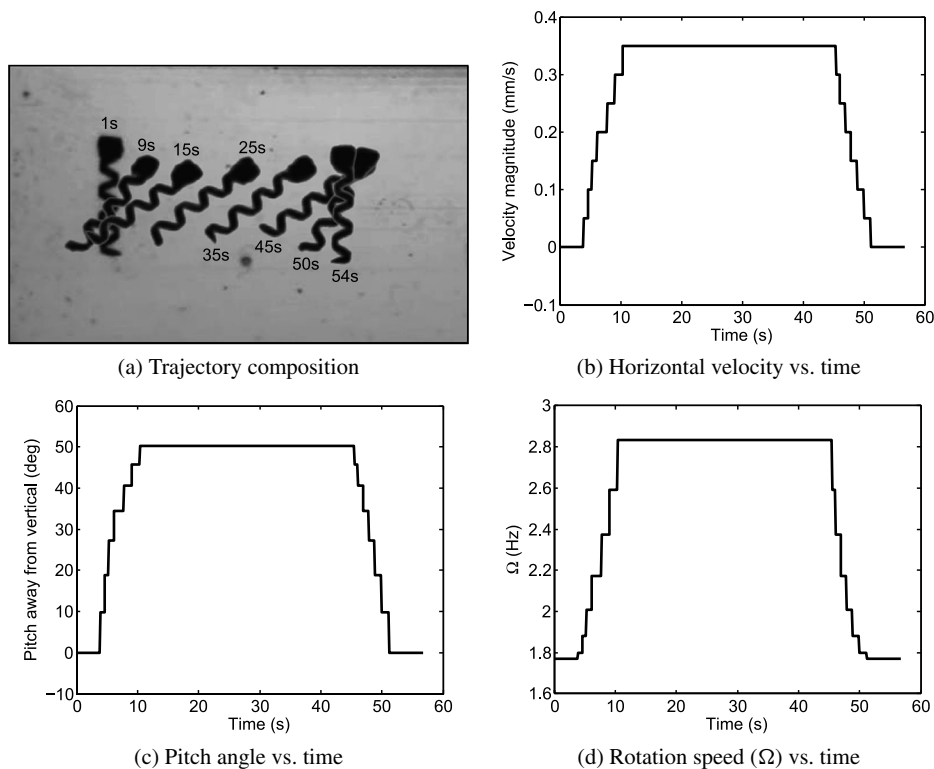 1s
9s
15s
25s
35s
45s
50s
54s
(a) Trajectory composition
0.4
0.3
0.2
0.1
0
−0.1
Velocity magnitude (mm/s)
0 10 20 30 40 50 60
Time (s)
(b) Horizontal velocity vs. time
60
50
40
30
20
10
0
−10
Pitch away from vertical (deg)
0 10 20 30 40 50 60
Time (s)
(c) Pitch angle vs. time
3
2.8
2.6
2.4
2.2
2
1.8
1.6
Ω (Hz)
0 10 20 30 40 50 60
Time (s)
(d) Rotation speed (Ω) vs. time